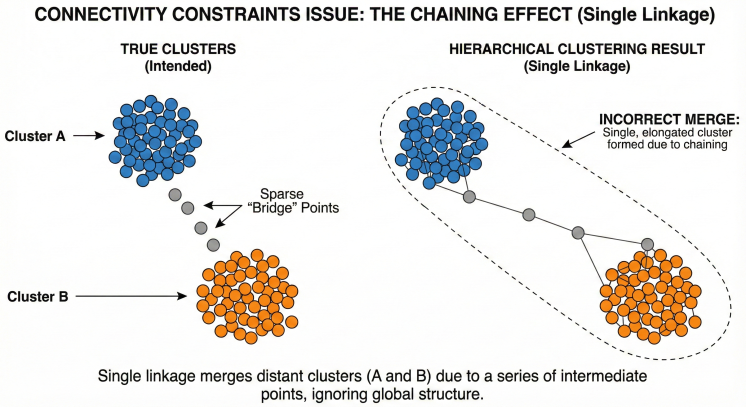 CONNECTIVITY CONSTRAINTS ISSUE: THE CHAINING EFFECT (Single Linkage)
TRUE CLUSTERS
(Intended)
Cluster A
Sparse
"Bridge" Points
Cluster B
HIERARCHICAL CLUSTERING RESULT
(Single Linkage)
INCORRECT MERGE:
Single, elongated cluster
formed due to chaining
Single linkage merges distant clusters (A and B) due to a series of intermediate
points, ignoring global structure.